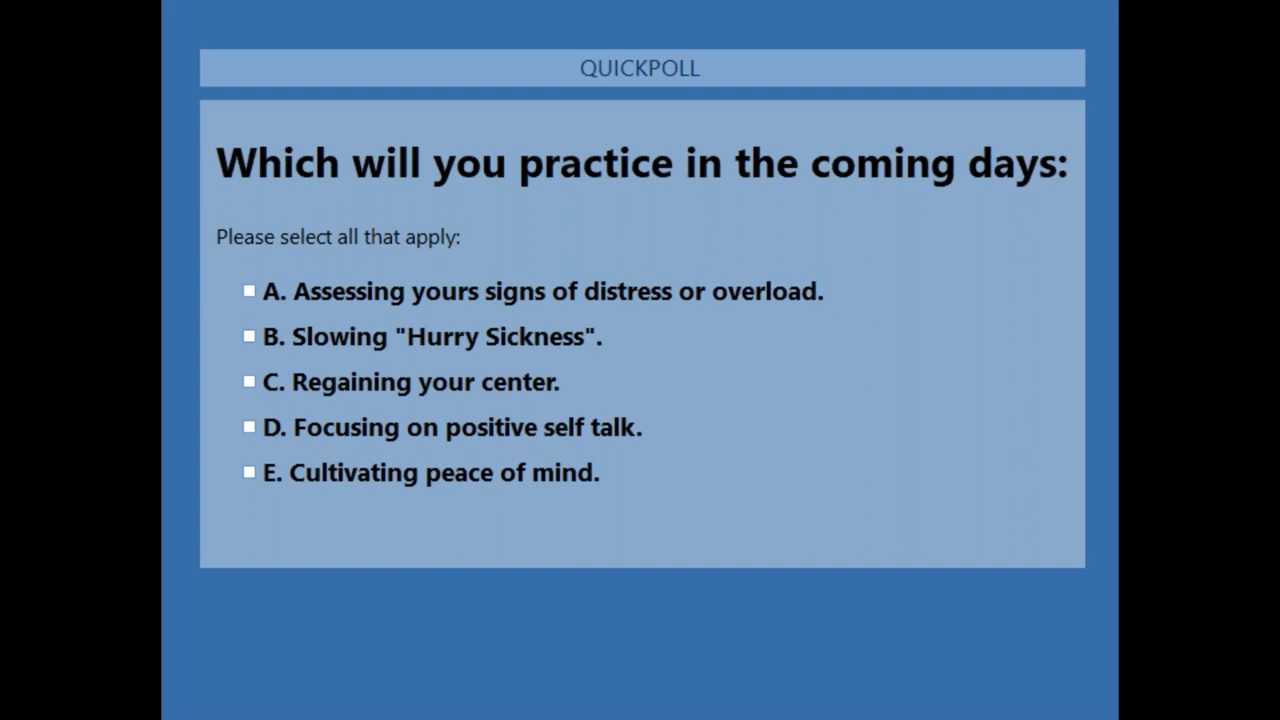 QUICKPOLL
Which will you practice in the coming days:
Please select all that apply:
A. Assessing yours signs of distress or overload.
B. Slowing "Hurry Sickness".
C. Regaining your center.
D. Focusing on positive self talk.
E. Cultivating peace of mind.